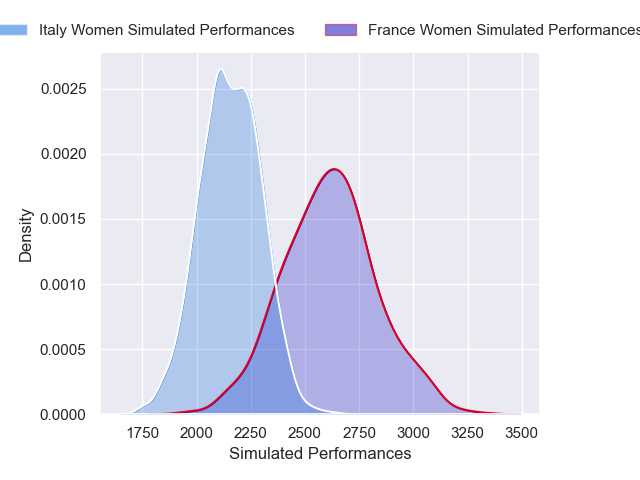 Italy Women Simulated Performances France Women Simulated Performances
0.0025
0.0020
0.0015
0.0010
0.0005
0.0000
Density
1750 2000 2250 2500 2750 3000 3250 3500
Simulated Performances